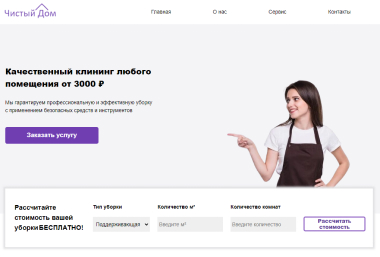 Чистый Дом
Главная
О нас
Сервис
Контакты
Качественный клининг любого
помещения от 3000 ₽
Мы гарантируем профессиональную и эффективную уборку
с применением безопасных средств и инструментов
Заказать услугу
Рассчитайте
стоимость вашей
уборки БЕСПЛАТНО!
Тип уборки
Поддерживающая
Количество м²
Введите м²
Количество комнат
Введите количество
Рассчитать
стоимость